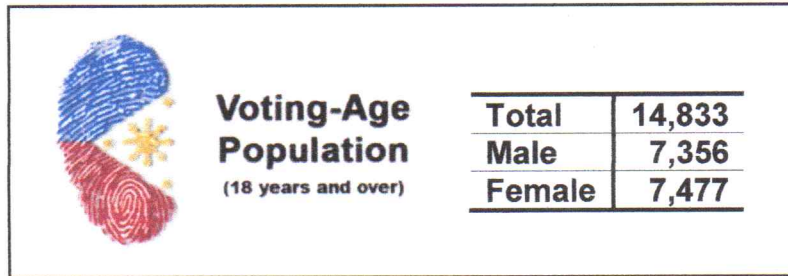 Voting-Age
Population
(18 years and over)
Total 14,833
Male 7,356
Female 7,477